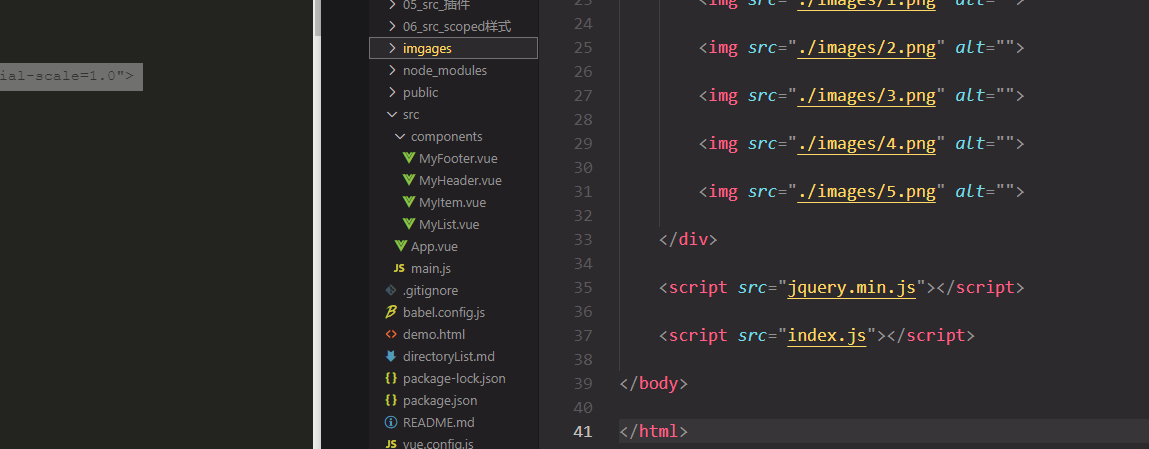 ial-scale=1.0">
05_src_插件
06_src_scoped样式
imgages
node_modules
public
src
components
MyFooter.vue
MyHeader.vue
MyItem.vue
MyList.vue
App.vue
JS main.js
.gitignore
babel.config.js
<> demo.html
directoryList.md
{} package-lock.json
{} package.json
README.md
JS vue.config.js
23 <img src="./images/1.png" alt="">
24
25 <img src="./images/2.png" alt="">
26
27 <img src="./images/3.png" alt="">
28
29 <img src="./images/4.png" alt="">
30
31 <img src="./images/5.png" alt="">
32
33 </div>
34
35 <script src="jquery.min.js"></script>
36
37 <script src="index.js"></script>
38
39 </body>
40
41 </html>